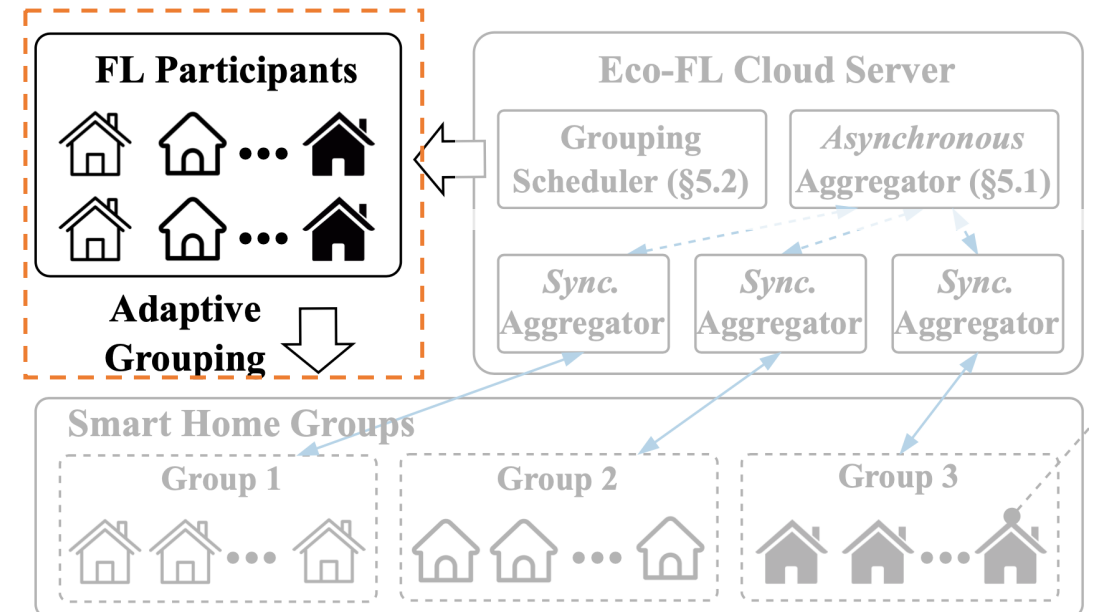 FL Participants
Adaptive
Grouping
Eco-FL Cloud Server
Grouping
Scheduler (§5.2)
Asynchronous
Aggregator (§5.1)
Sync.
Aggregator
Sync.
Aggregator
Sync.
Aggregator
Smart Home Groups
Group 1
Group 2
Group 3